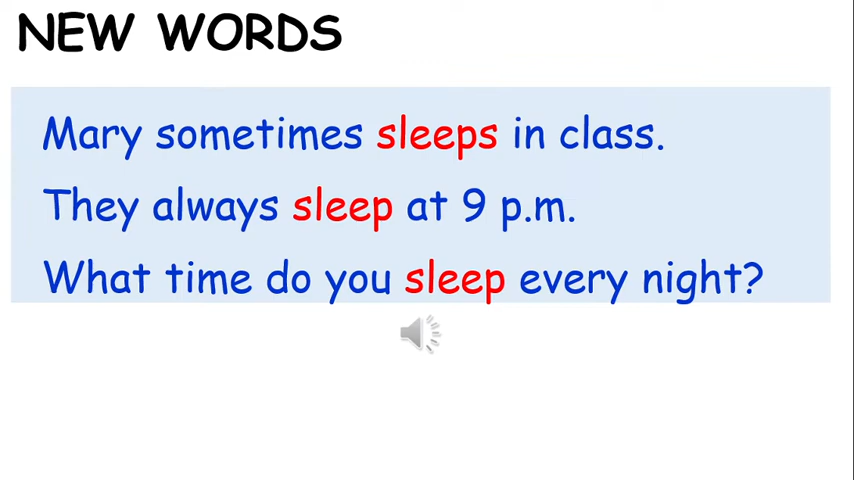 NEW WORDS
Mary sometimes sleeps in class.
They always sleep at 9 p.m.
What time do you sleep every night?